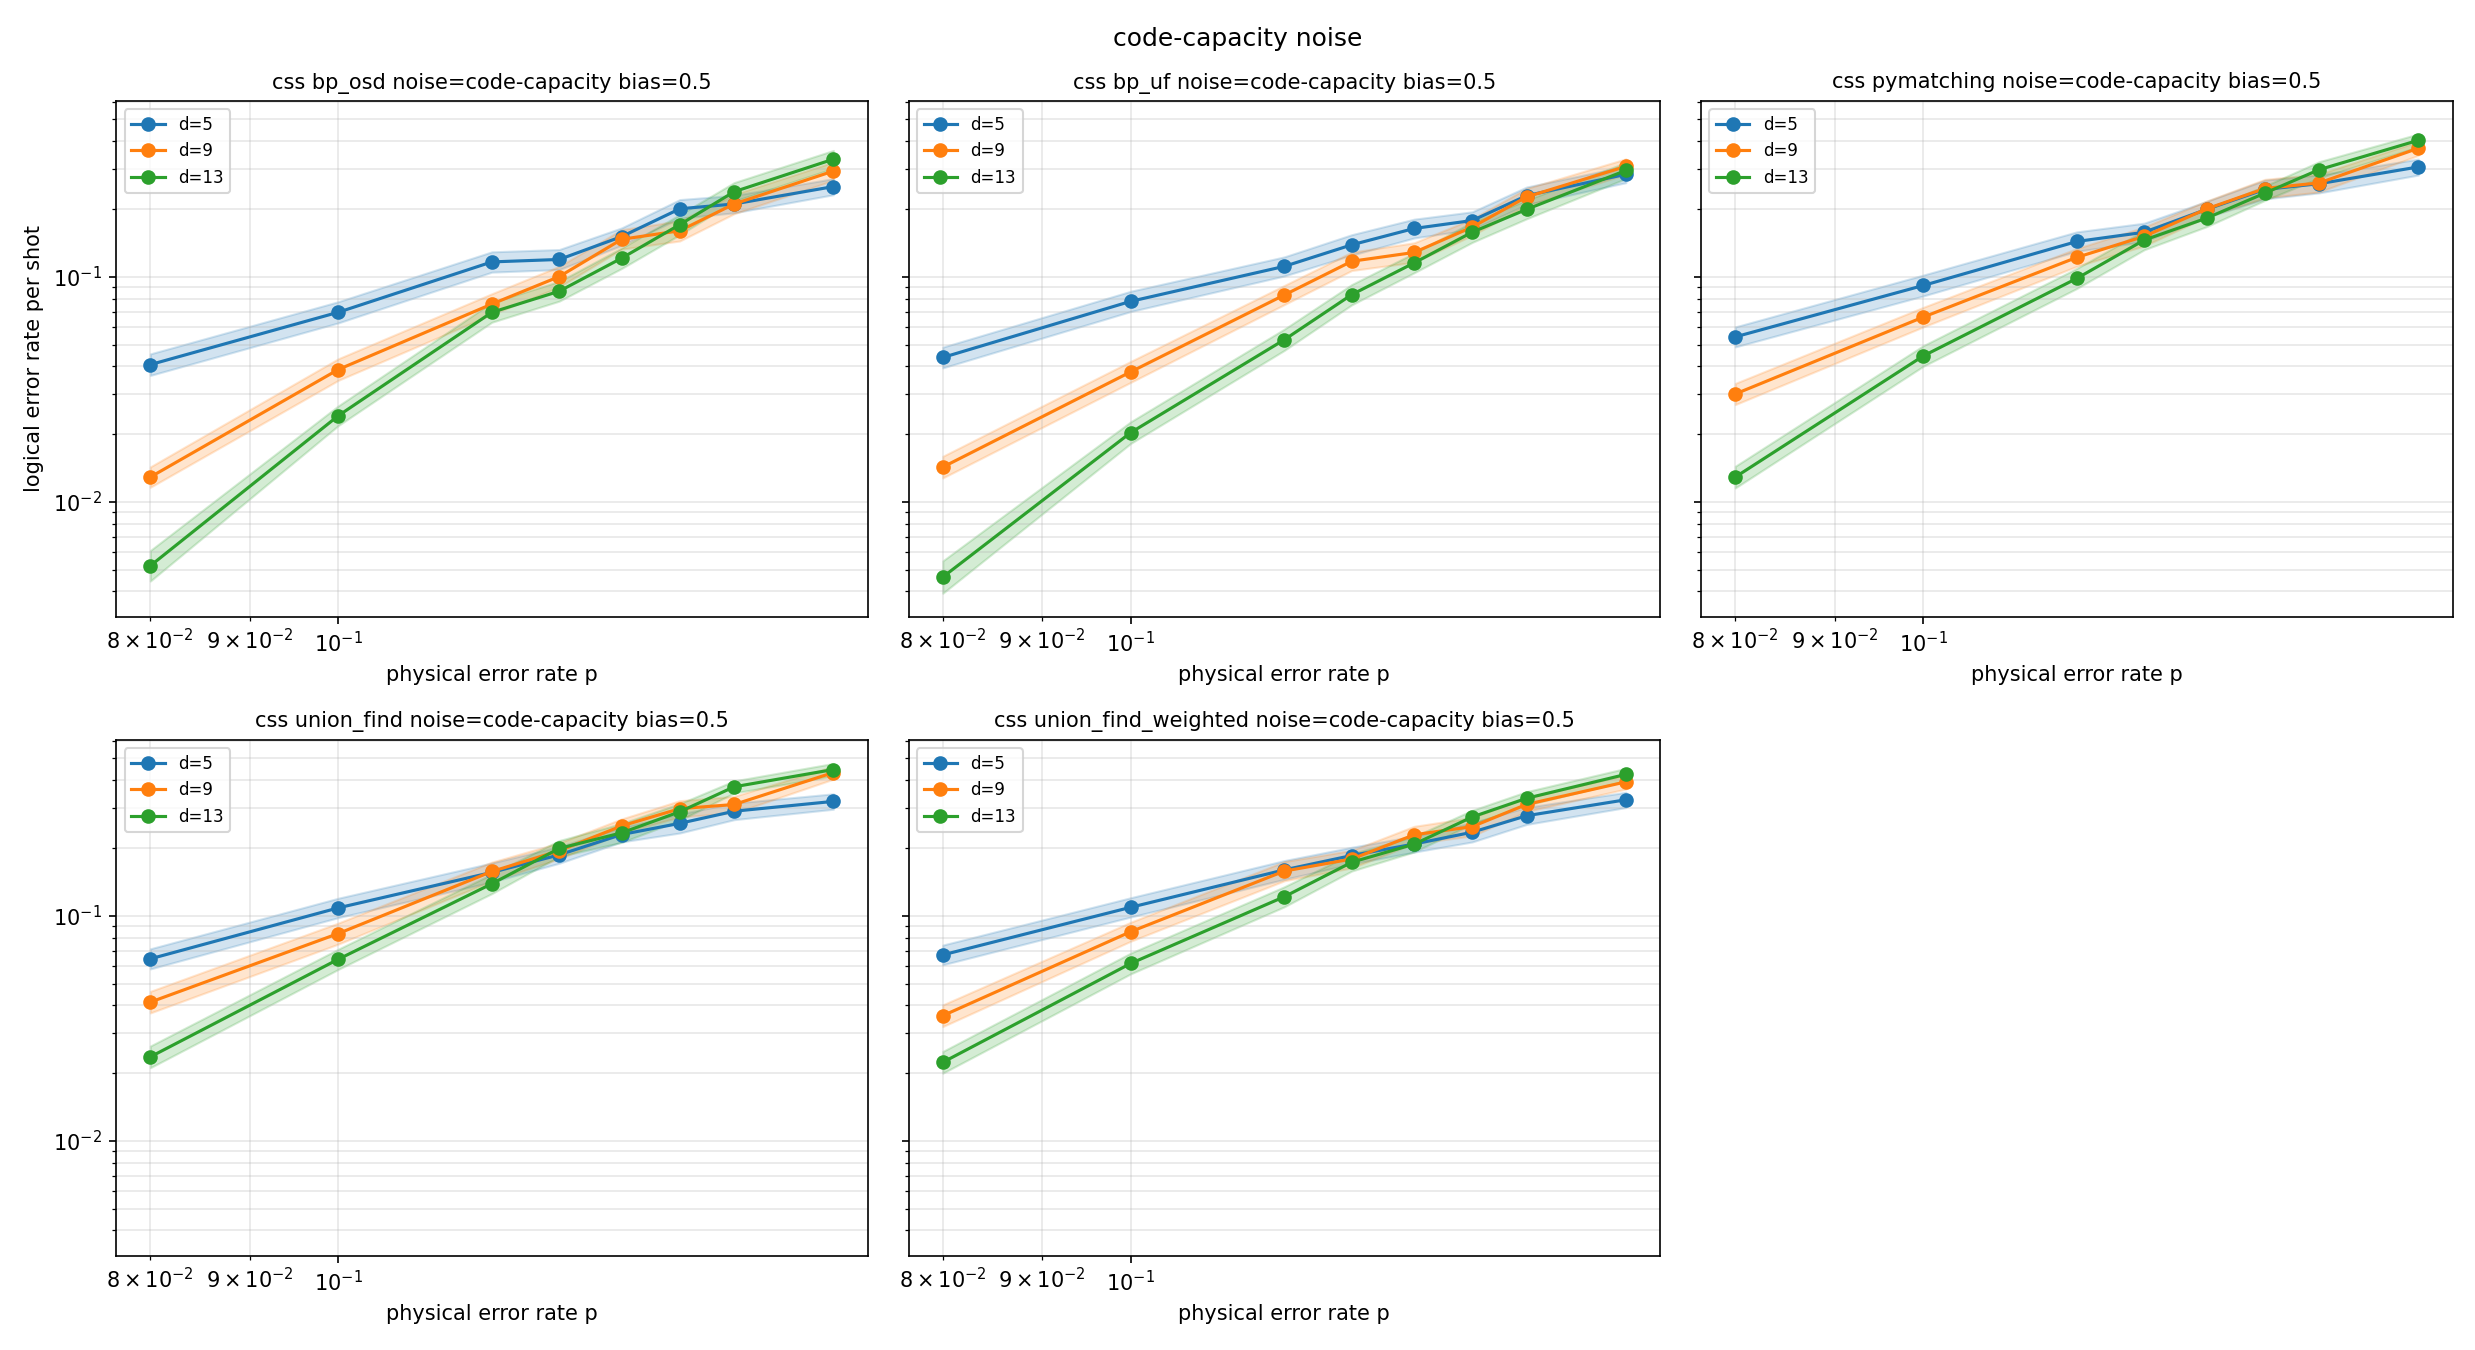 code-capacity noise
css bp_osd noise=code-capacity bias=0.5
d=5
d=9
d=13
logical error rate per shot
10⁻¹
10⁻²
8 × 10⁻² 9 × 10⁻² 10⁻¹
physical error rate p
css bp_uf noise=code-capacity bias=0.5
d=5
d=9
d=13
8 × 10⁻² 9 × 10⁻² 10⁻¹
physical error rate p
css pymatching noise=code-capacity bias=0.5
d=5
d=9
d=13
8 × 10⁻² 9 × 10⁻² 10⁻¹
physical error rate p
css union_find noise=code-capacity bias=0.5
d=5
d=9
d=13
10⁻¹
10⁻²
8 × 10⁻² 9 × 10⁻² 10⁻¹
physical error rate p
css union_find_weighted noise=code-capacity bias=0.5
d=5
d=9
d=13
8 × 10⁻² 9 × 10⁻² 10⁻¹
physical error rate p